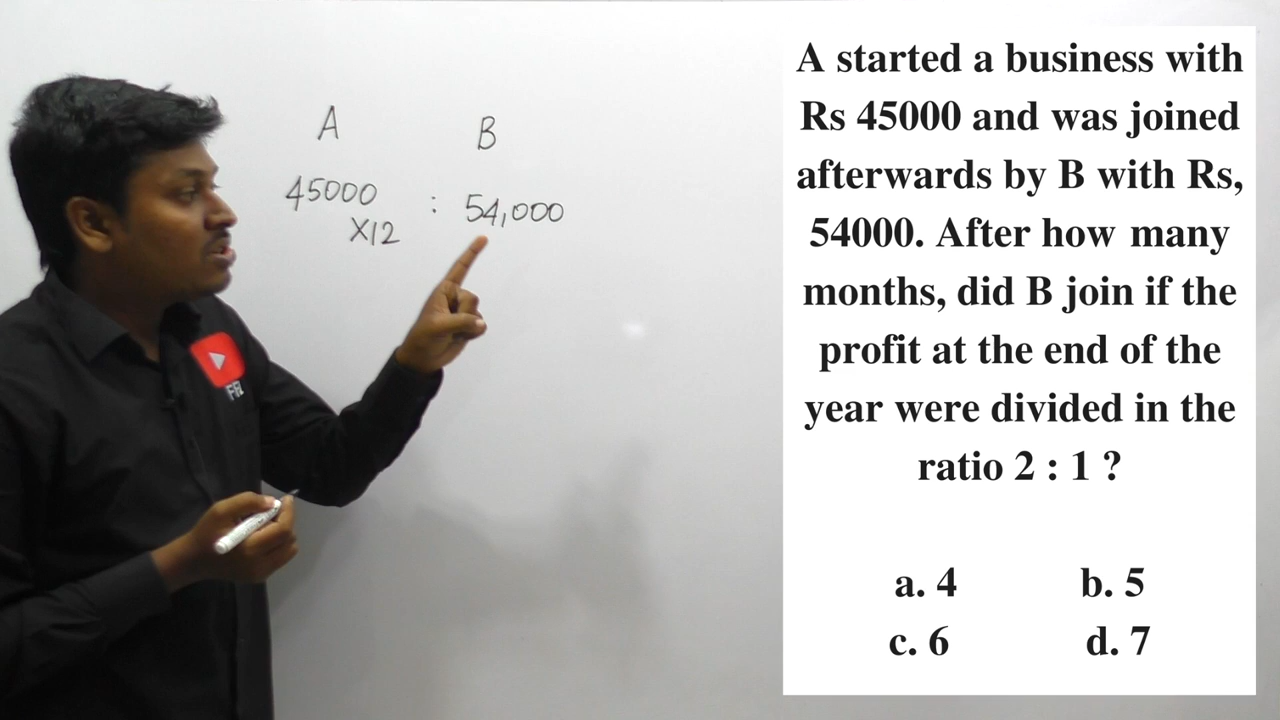 A B
45000 : 54,000
X12
FRI
A started a business with
Rs 45000 and was joined
afterwards by B with Rs,
54000. After how many
months, did B join if the
profit at the end of the
year were divided in the
ratio 2 : 1 ?
a. 4 b. 5
c. 6 d. 7